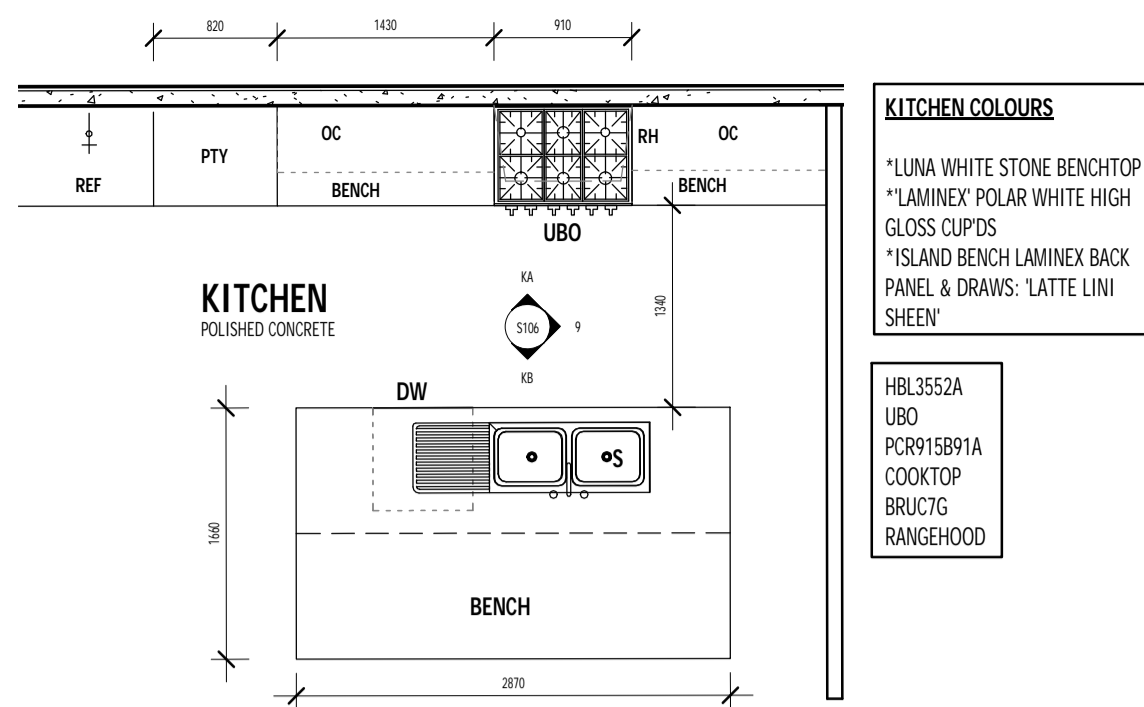 820 1430 910
KITCHEN COLOURS
*LUNA WHITE STONE BENCHTOP
*'LAMINEX' POLAR WHITE HIGH
GLOSS CUP'DS
*ISLAND BENCH LAMINEX BACK
PANEL & DRAWS: 'LATTE LINI
SHEEN'
OC RH OC
PTY
REF BENCH BENCH
UBO
KA
KITCHEN
POLISHED CONCRETE
S106 9
1340
KB
DW
HBL3552A
UBO
PCR915B91A
COOKTOP
BRUC7G
RANGEHOOD
S
1660
BENCH
2870